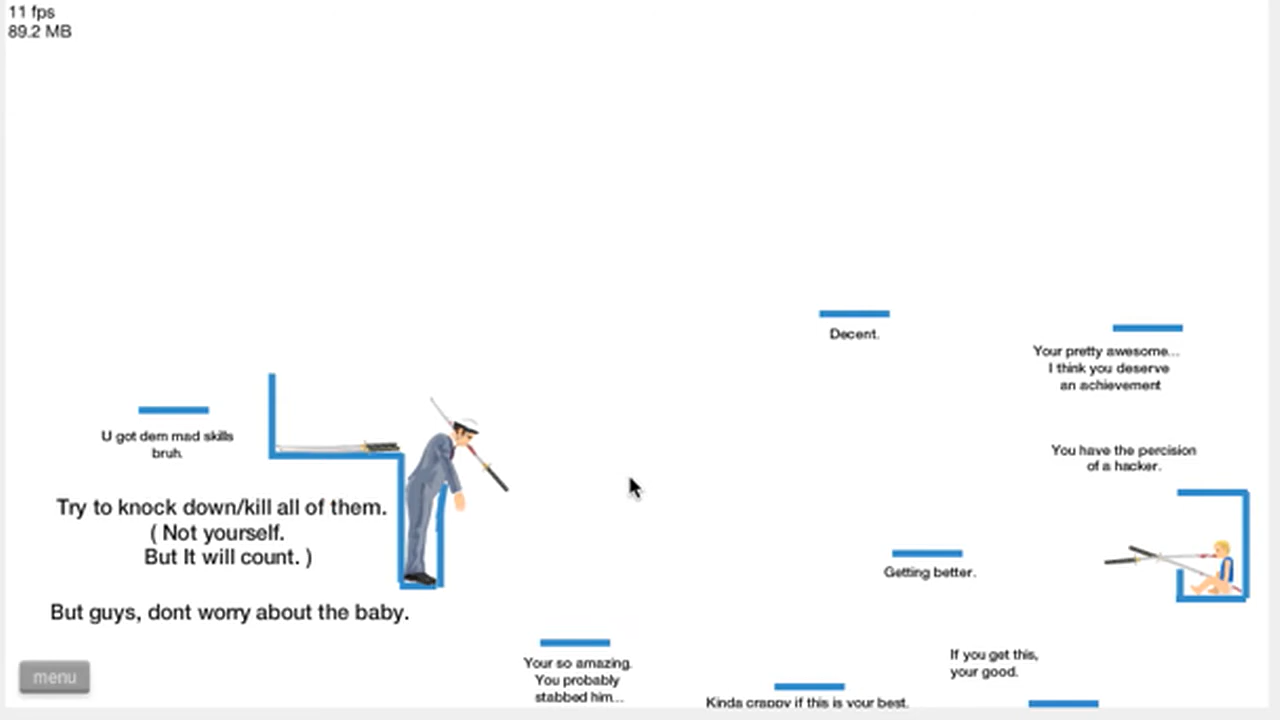 11 fps
89.2 MB
Decent.
Your pretty awesome...
I think you deserve
an achievement
U got dem mad skills
bruh.
You have the percision
of a hacker.
Try to knock down/kill all of them.
( Not yourself.
But It will count. )
Getting better.
But guys, dont worry about the baby.
If you get this,
your good.
menu
Your so amazing.
You probably
stabbed him...
Kinda crappy if this is your best.